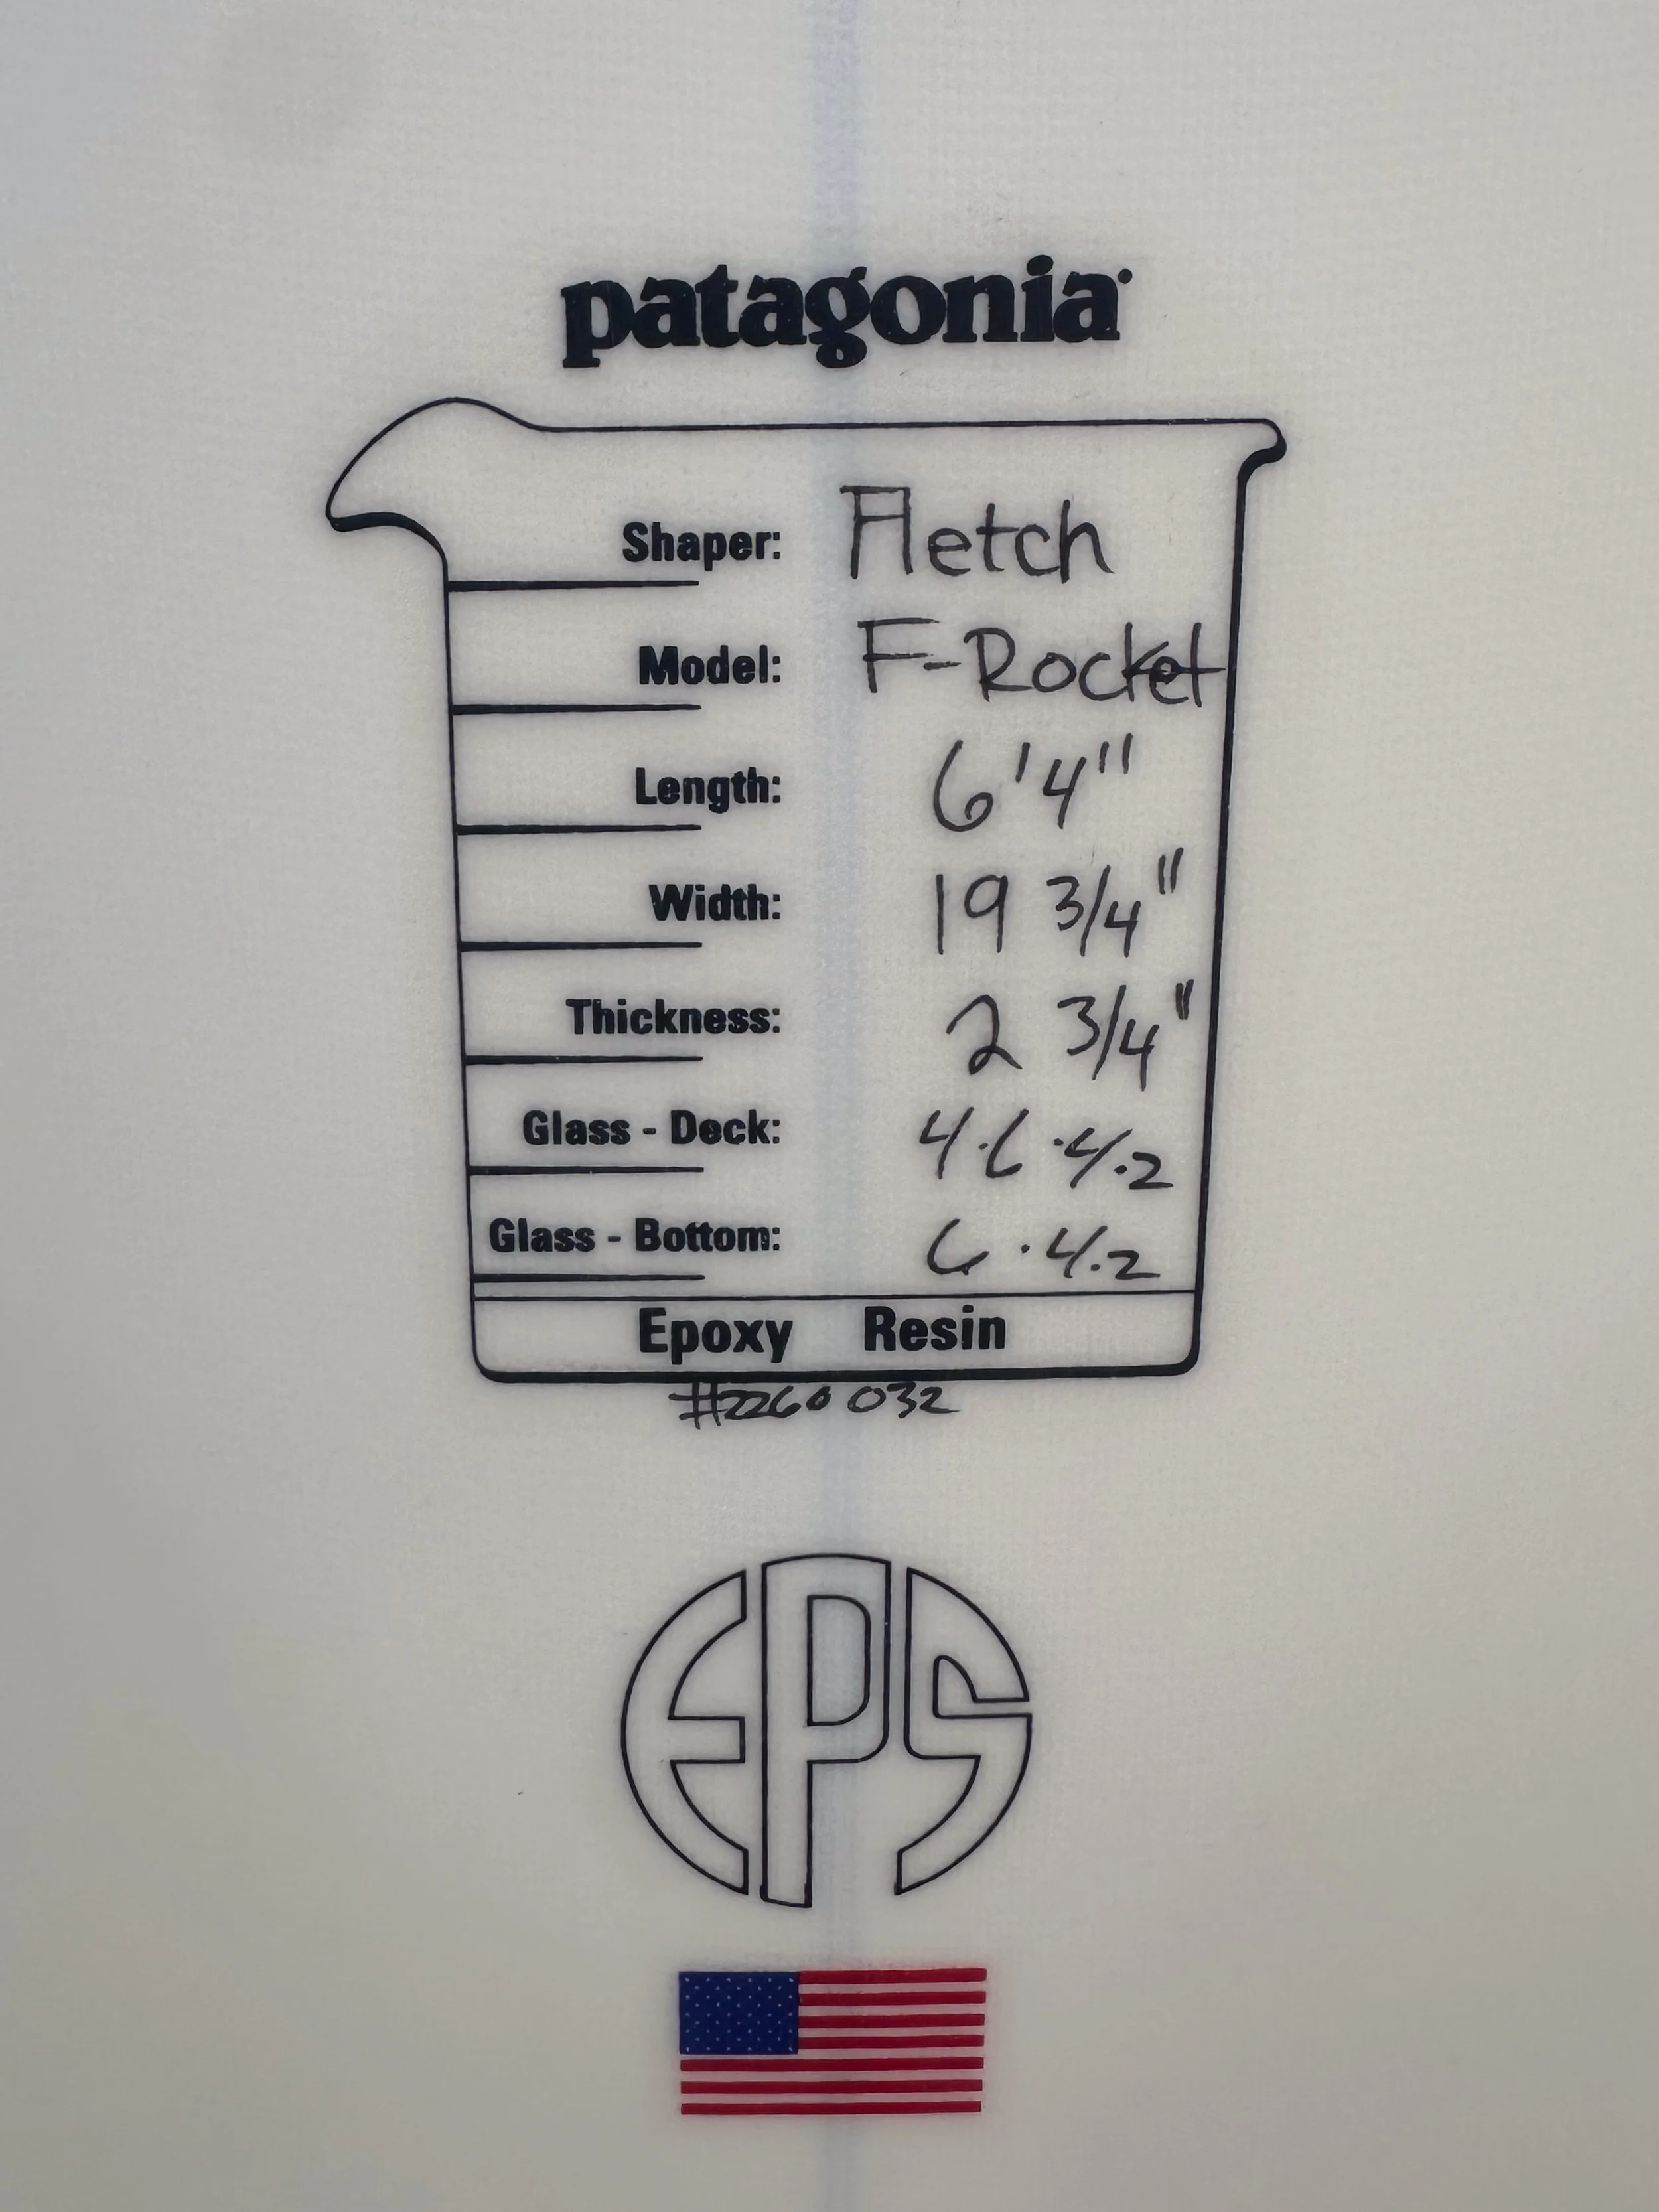 patagonia
Shaper: Fletch
Model: F-Rocket
Length: 6'4"
Width: 19 3/4"
Thickness: 2 3/4"
Glass - Deck: 4.6.4/.2
Glass - Bottom: 6.4/.2
Epoxy Resin
#2260032
EPS